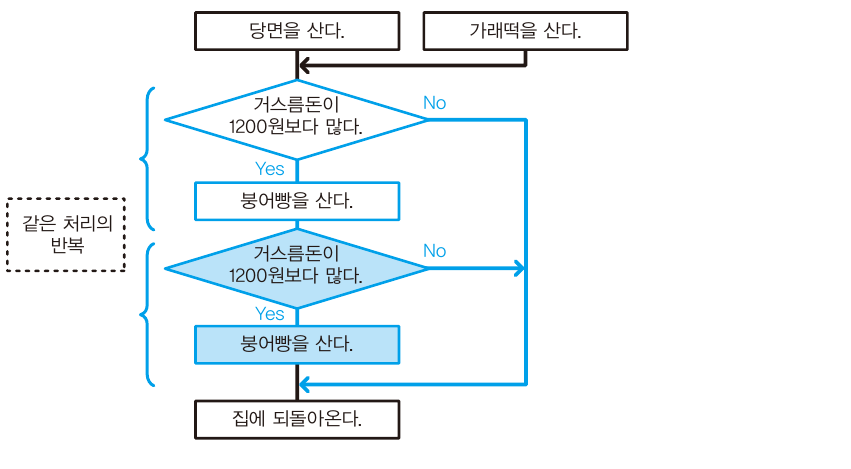 당면을 산다.
가래떡을 산다.
거스름돈이
1200원보다 많다.
No
Yes
붕어빵을 산다.
같은 처리의
반복
거스름돈이
1200원보다 많다.
No
Yes
붕어빵을 산다.
집에 되돌아온다.